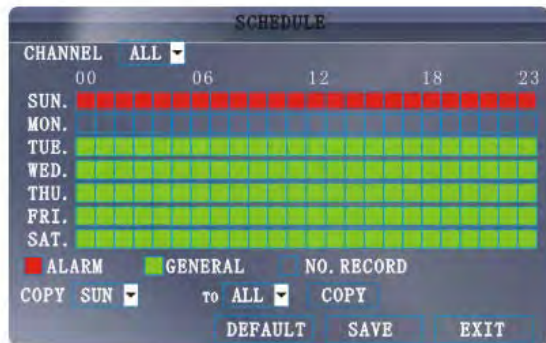 SCHEDULE
CHANNEL ALL
00 06 12 18 23
SUN.
MON.
TUE.
WED.
THU.
FRI.
SAT.
ALARM GENERAL NO. RECORD
COPY SUN TO ALL COPY
DEFAULT SAVE EXIT